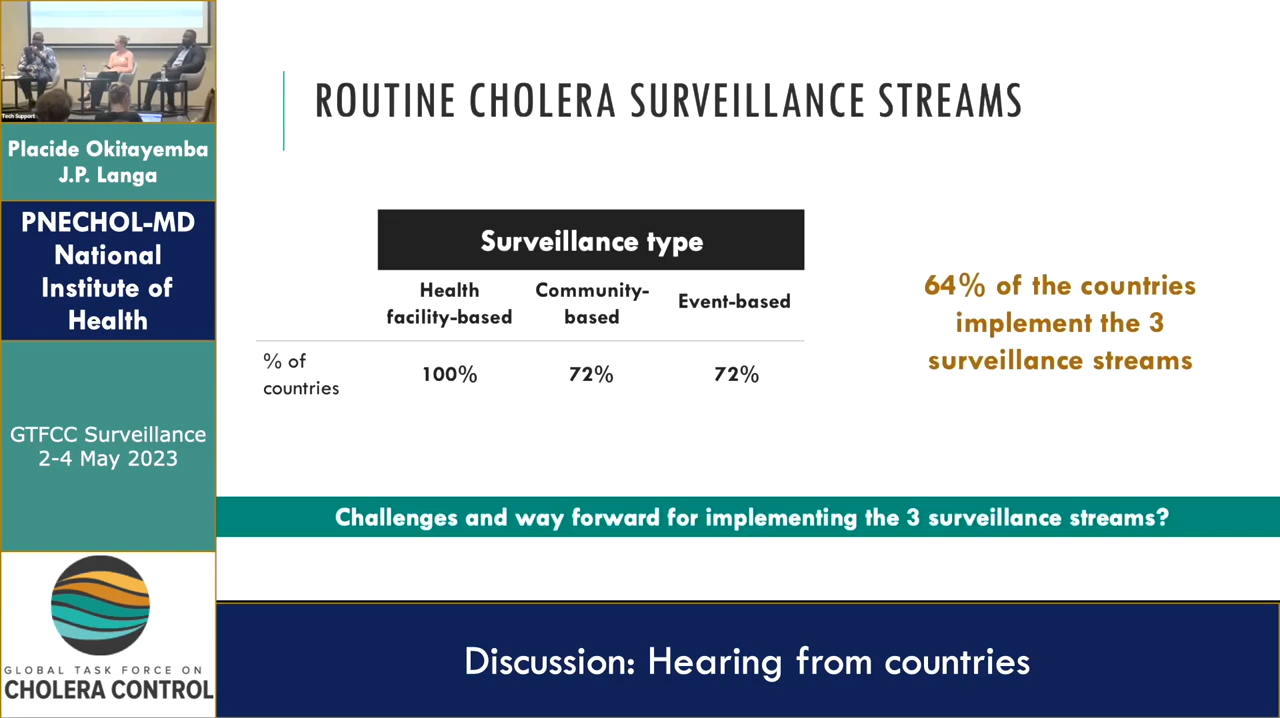 Tech Support
Placide Okitayemba
J.P. Langa
PNECHOL-MD
National
Institute of
Health
GTFCC Surveillance
2-4 May 2023
GLOBAL TASK FORCE ON
CHOLERA CONTROL
ROUTINE CHOLERA SURVEILLANCE STREAMS
Surveillance type
Health
facility-based
Community-
based
Event-based
% of
countries
100%
72%
72%
64% of the countries
implement the 3
surveillance streams
Challenges and way forward for implementing the 3 surveillance streams?
Discussion: Hearing from countries